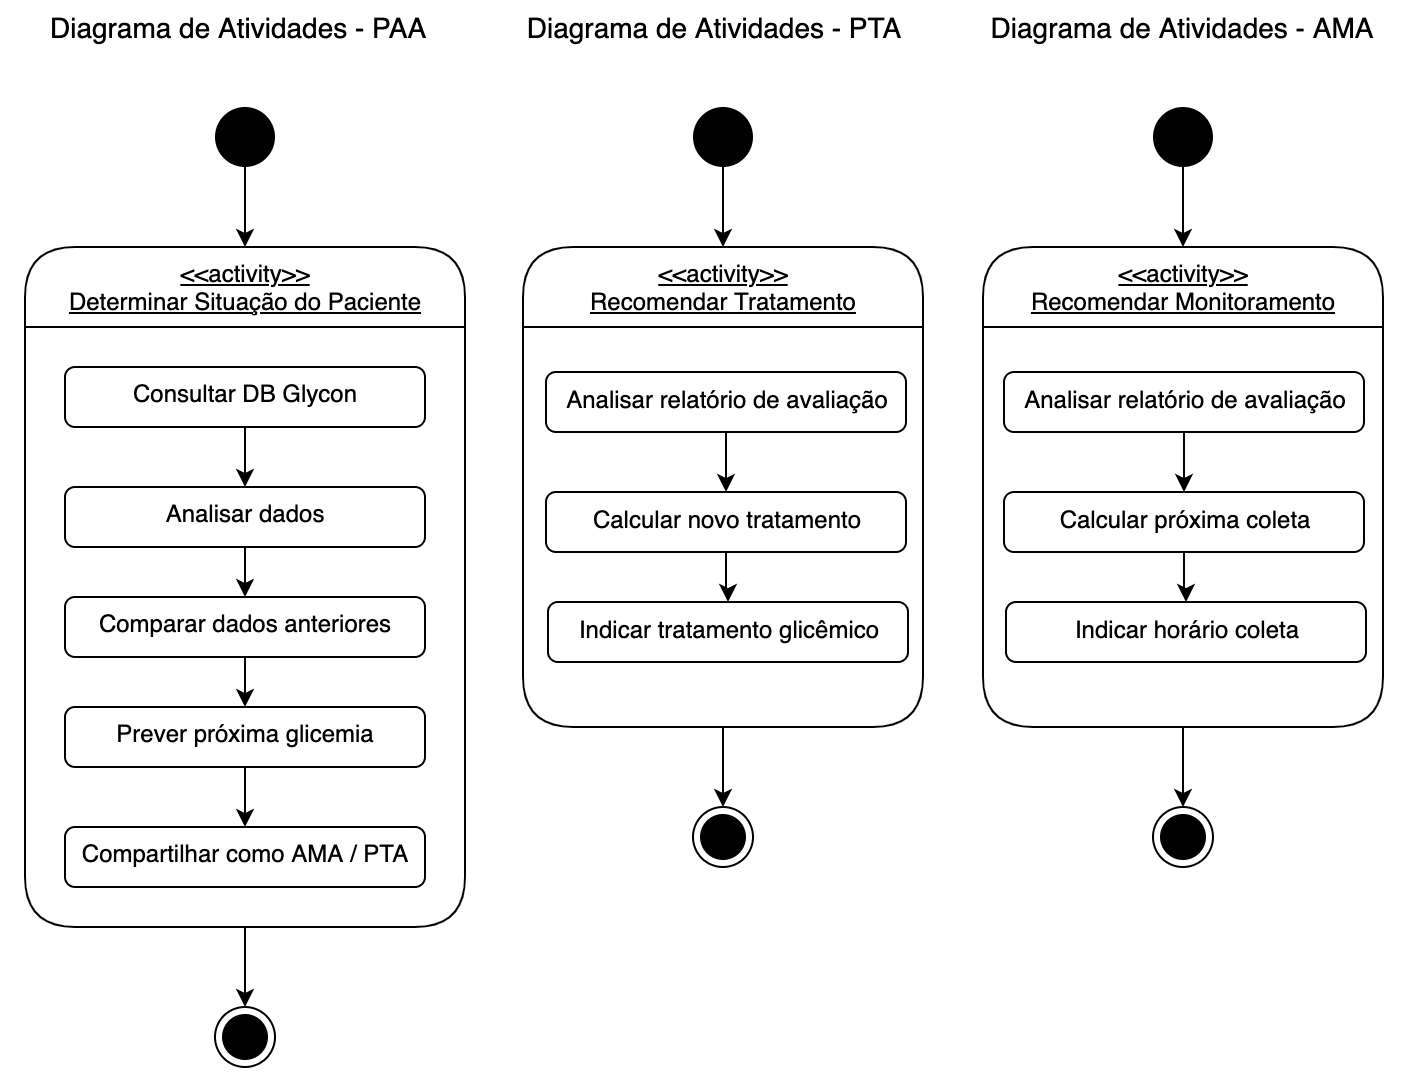 Diagrama de Atividades - PAA
<<activity>>
Determinar Situação do Paciente
Consultar DB Glycon
Analisar dados
Comparar dados anteriores
Prever próxima glicemia
Compartilhar como AMA / PTA
Diagrama de Atividades - PTA
<<activity>>
Recomendar Tratamento
Analisar relatório de avaliação
Calcular novo tratamento
Indicar tratamento glicêmico
Diagrama de Atividades - AMA
<<activity>>
Recomendar Monitoramento
Analisar relatório de avaliação
Calcular próxima coleta
Indicar horário coleta